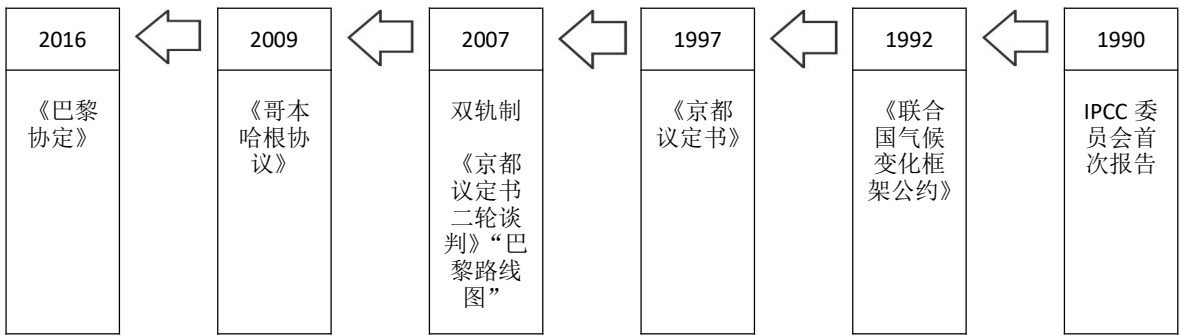 2016
《巴黎
协定》
2009
《哥本
哈根协
议》
2007
双轨制
《京都
议定书
二轮谈
判》“巴
黎路线
图”
1997
《京都
议定书》
1992
《联合
国气候
变化框
架公约》
1990
IPCC 委
员会首
次报告